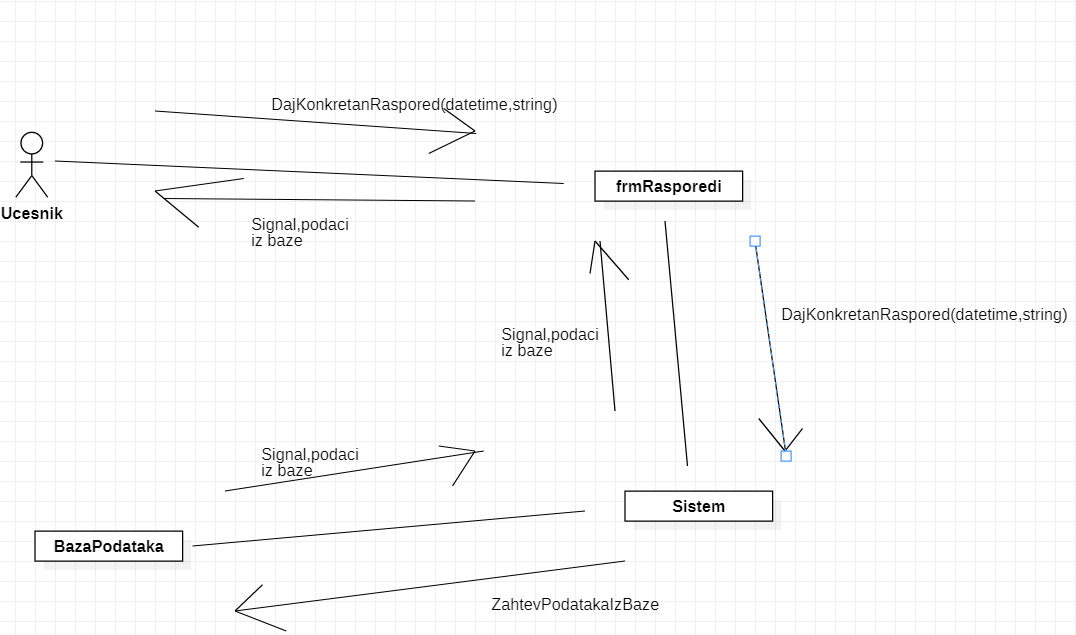 DajKonkretanRaspored(datetime,string)
frmRasporedi
Ucesnik
Signal,podaci
iz baze
DajKonkretanRaspored(datetime,string)
Signal,podaci
iz baze
Signal,podaci
iz baze
Sistem
BazaPodataka
ZahtevPodatakaIzBaze